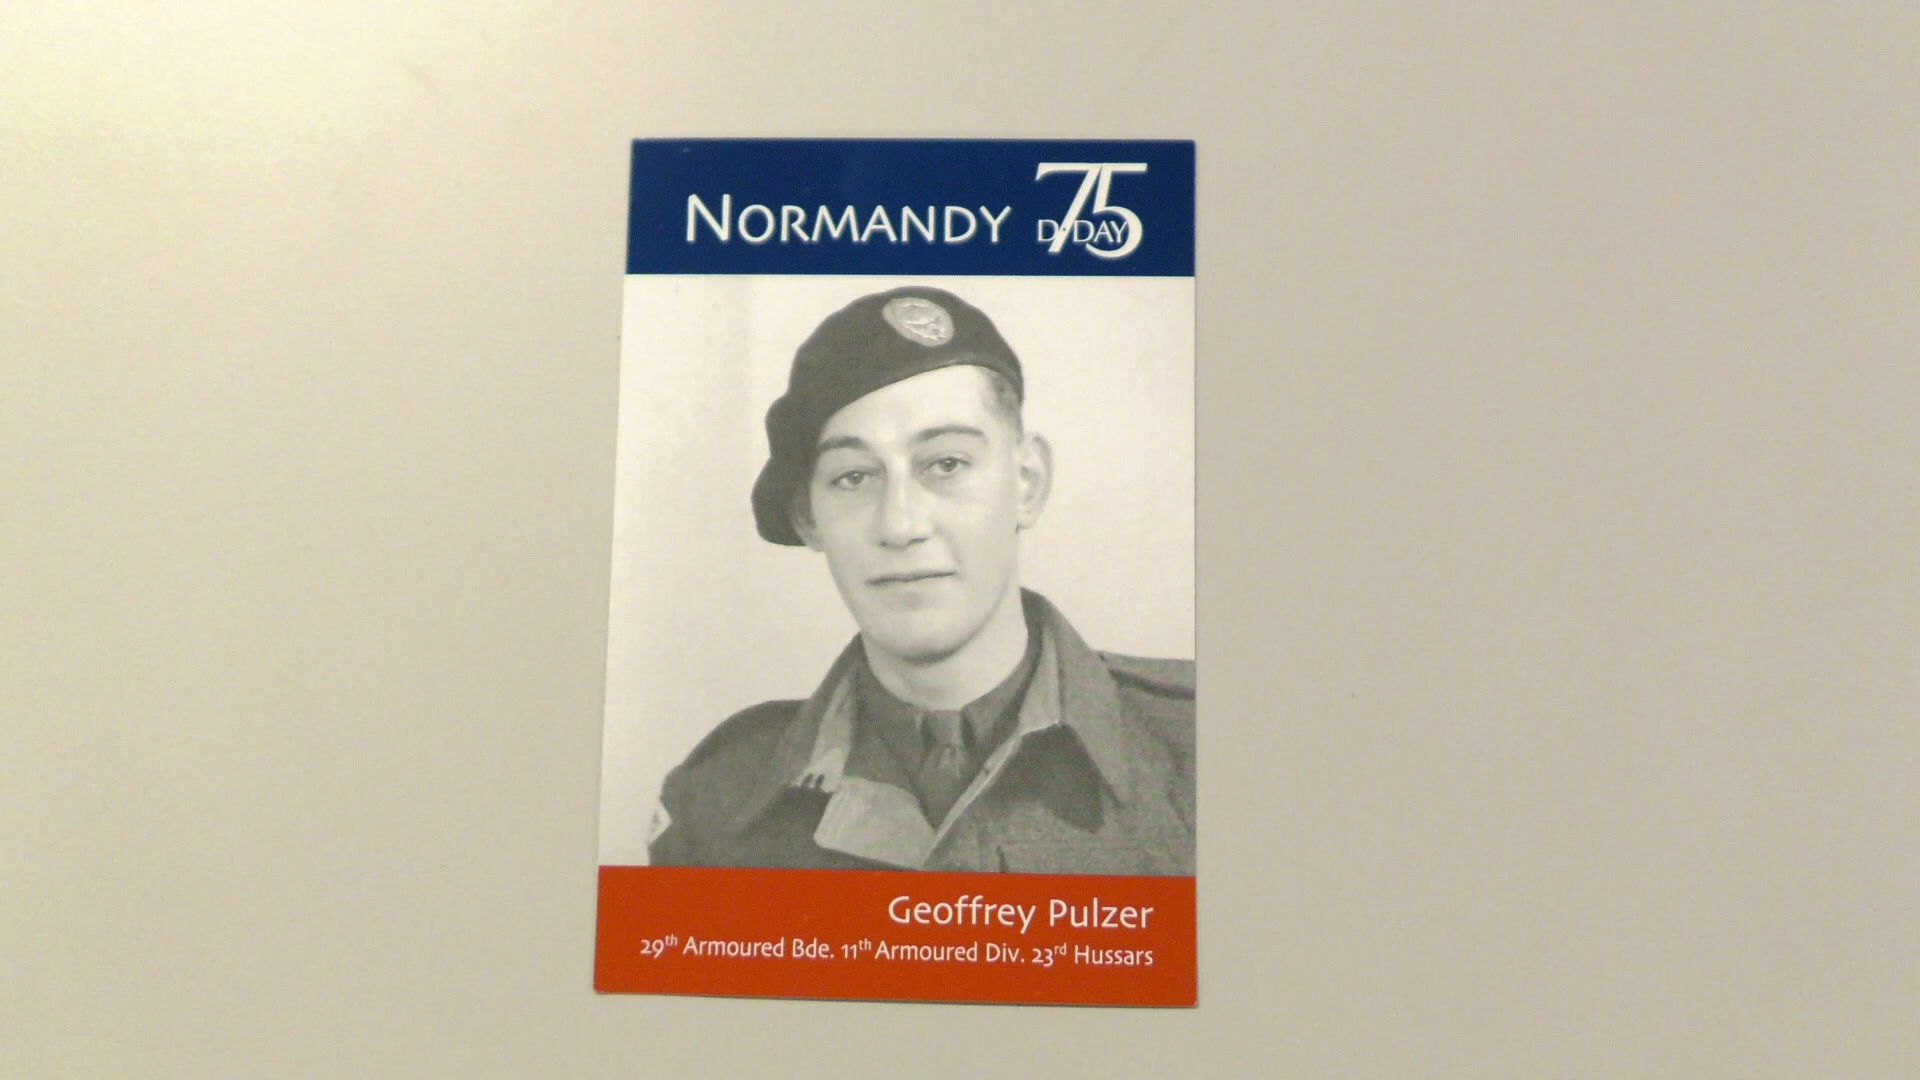 NORMANDY 75
D·DAY
Geoffrey Pulzer
29th Armoured Bde. 11th Armoured Div. 23rd Hussars